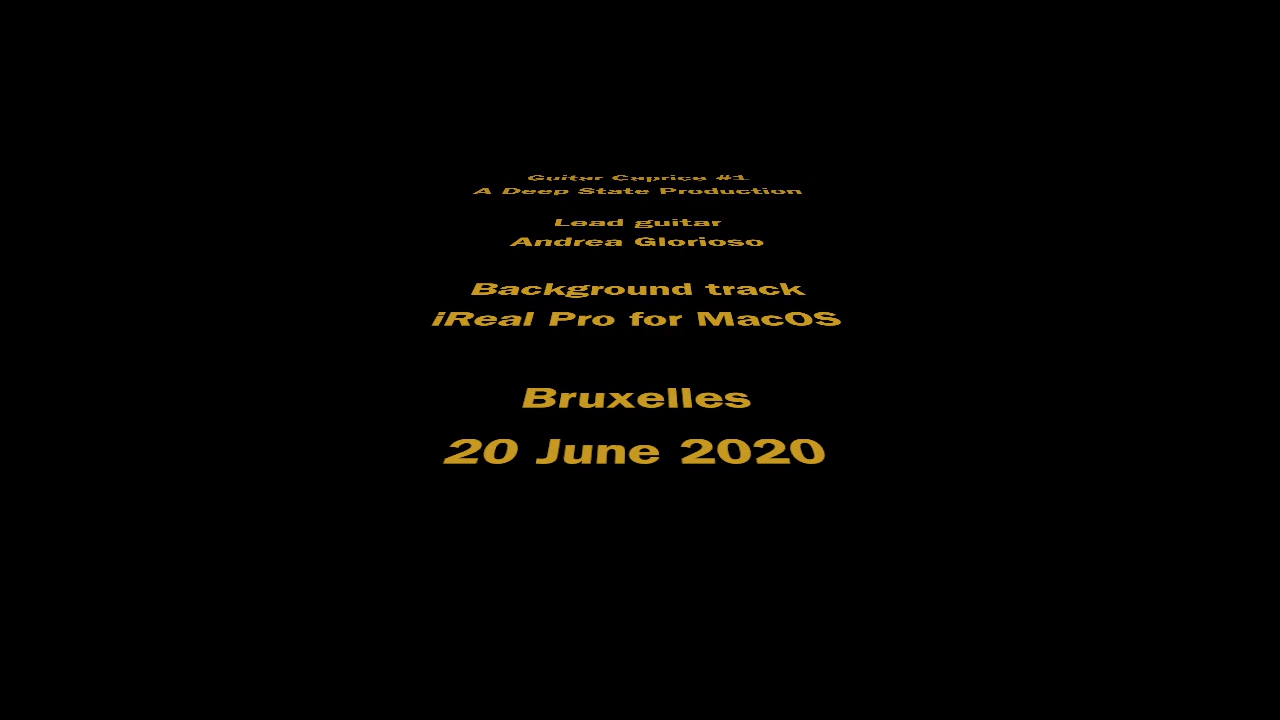 Guitar Caprice #1
A Deep State Production
Lead guitar
Andrea Glorioso
Background track
iReal Pro for MacOS
Bruxelles
20 June 2020